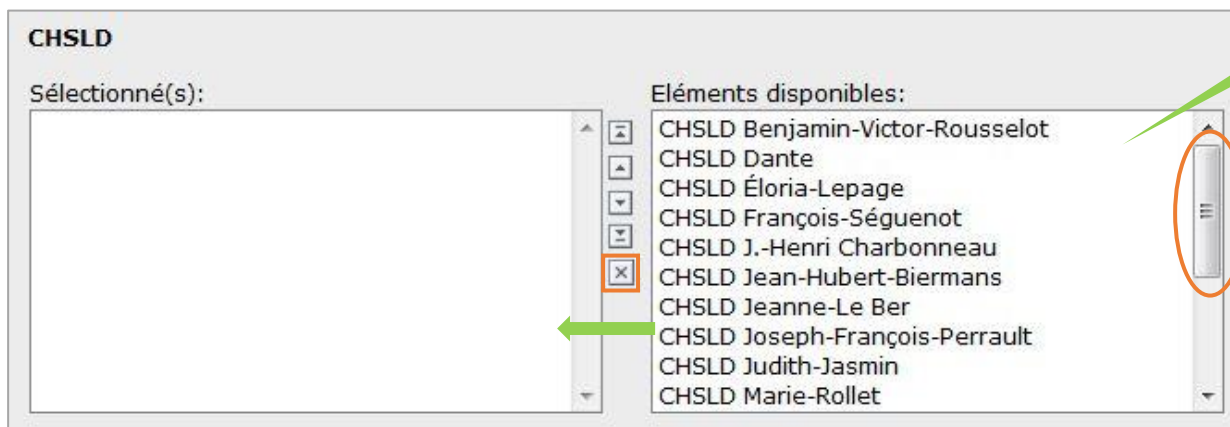 CHSLD
Sélectionné(s):
Eléments disponibles:
CHSLD Benjamin-Victor-Rousselot
CHSLD Dante
CHSLD Éloria-Lepage
CHSLD François-Séguenot
CHSLD J.-Henri Charbonneau
CHSLD Jean-Hubert-Biermans
CHSLD Jeanne-Le Ber
CHSLD Joseph-François-Perrault
CHSLD Judith-Jasmin
CHSLD Marie-Rollet